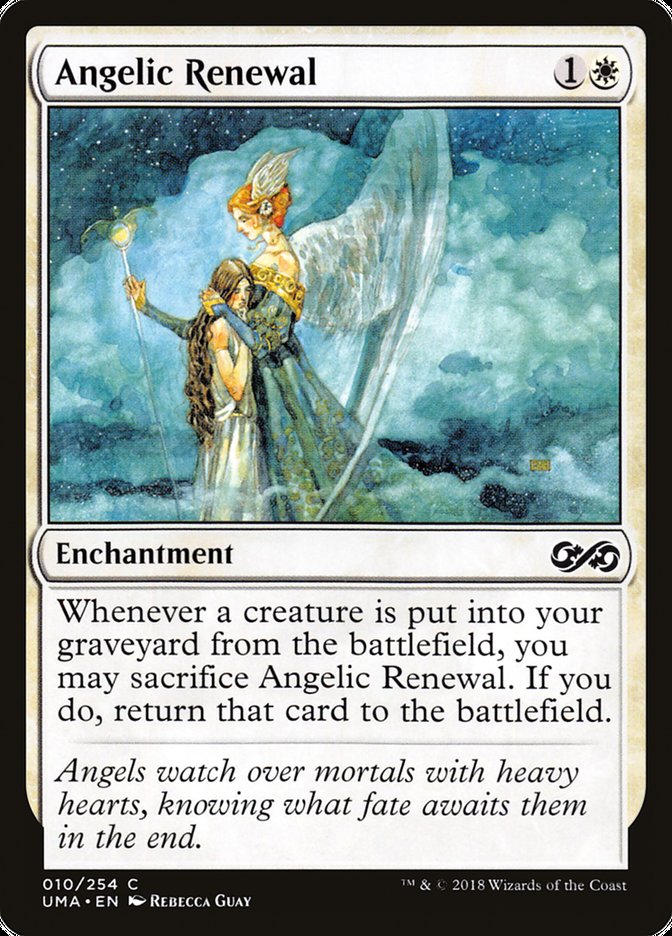 Angelic Renewal
1
Enchantment
Whenever a creature is put into your
graveyard from the battlefield, you
may sacrifice Angelic Renewal. If you
do, return that card to the battlefield.
Angels watch over mortals with heavy
hearts, knowing what fate awaits them
in the end.
010/254 C
™ & © 2018 Wizards of the Coast
UMA • EN Rebecca Guay